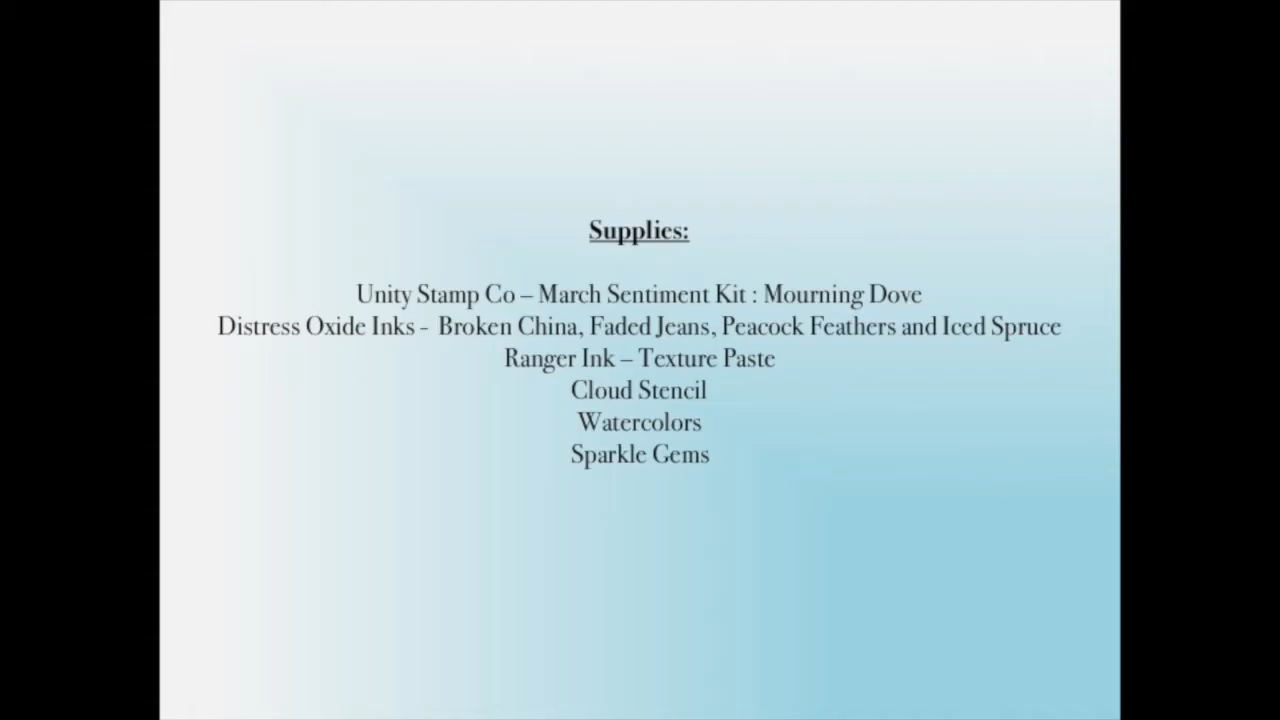 Supplies:
Unity Stamp Co – March Sentiment Kit : Mourning Dove
Distress Oxide Inks -  Broken China, Faded Jeans, Peacock Feathers and Iced Spruce
Ranger Ink – Texture Paste
Cloud Stencil
Watercolors
Sparkle Gems